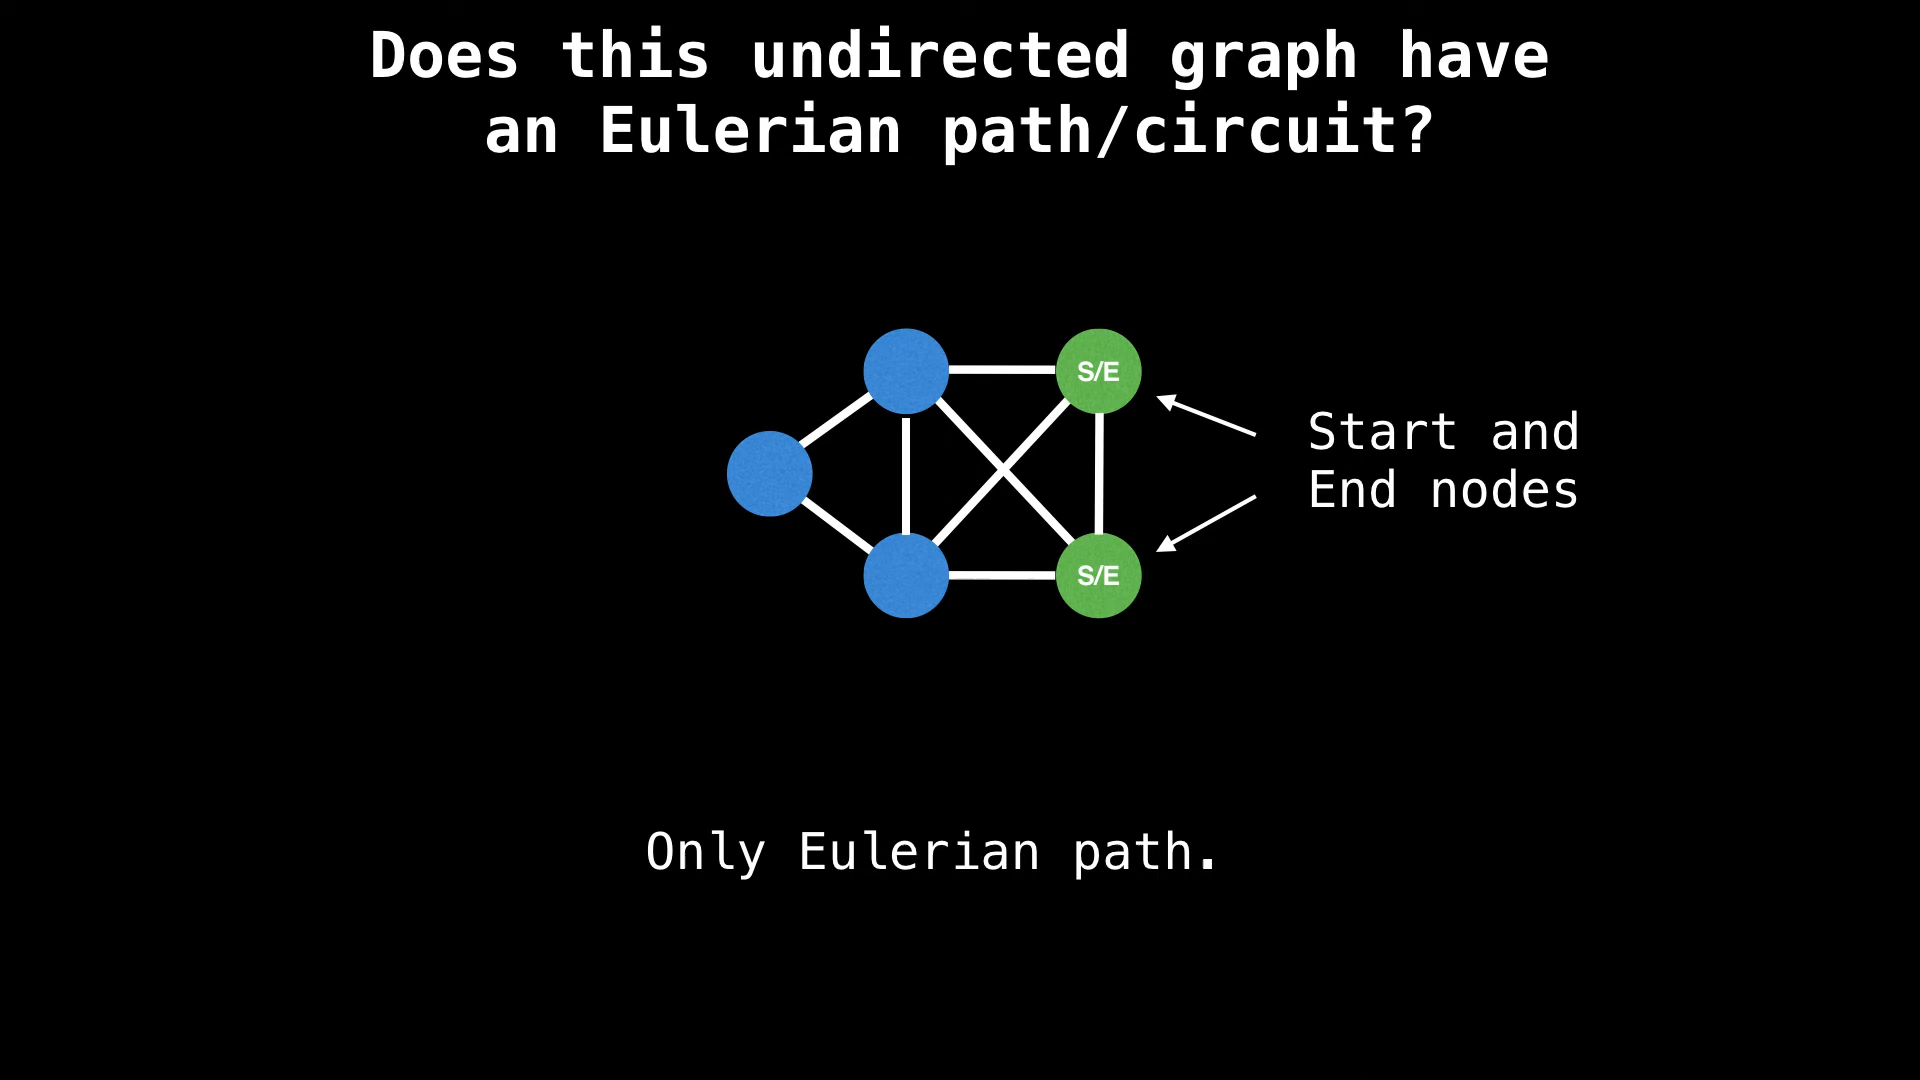 Does this undirected graph have
an Eulerian path/circuit?
S/E
Start and
End nodes
S/E
Only Eulerian path.